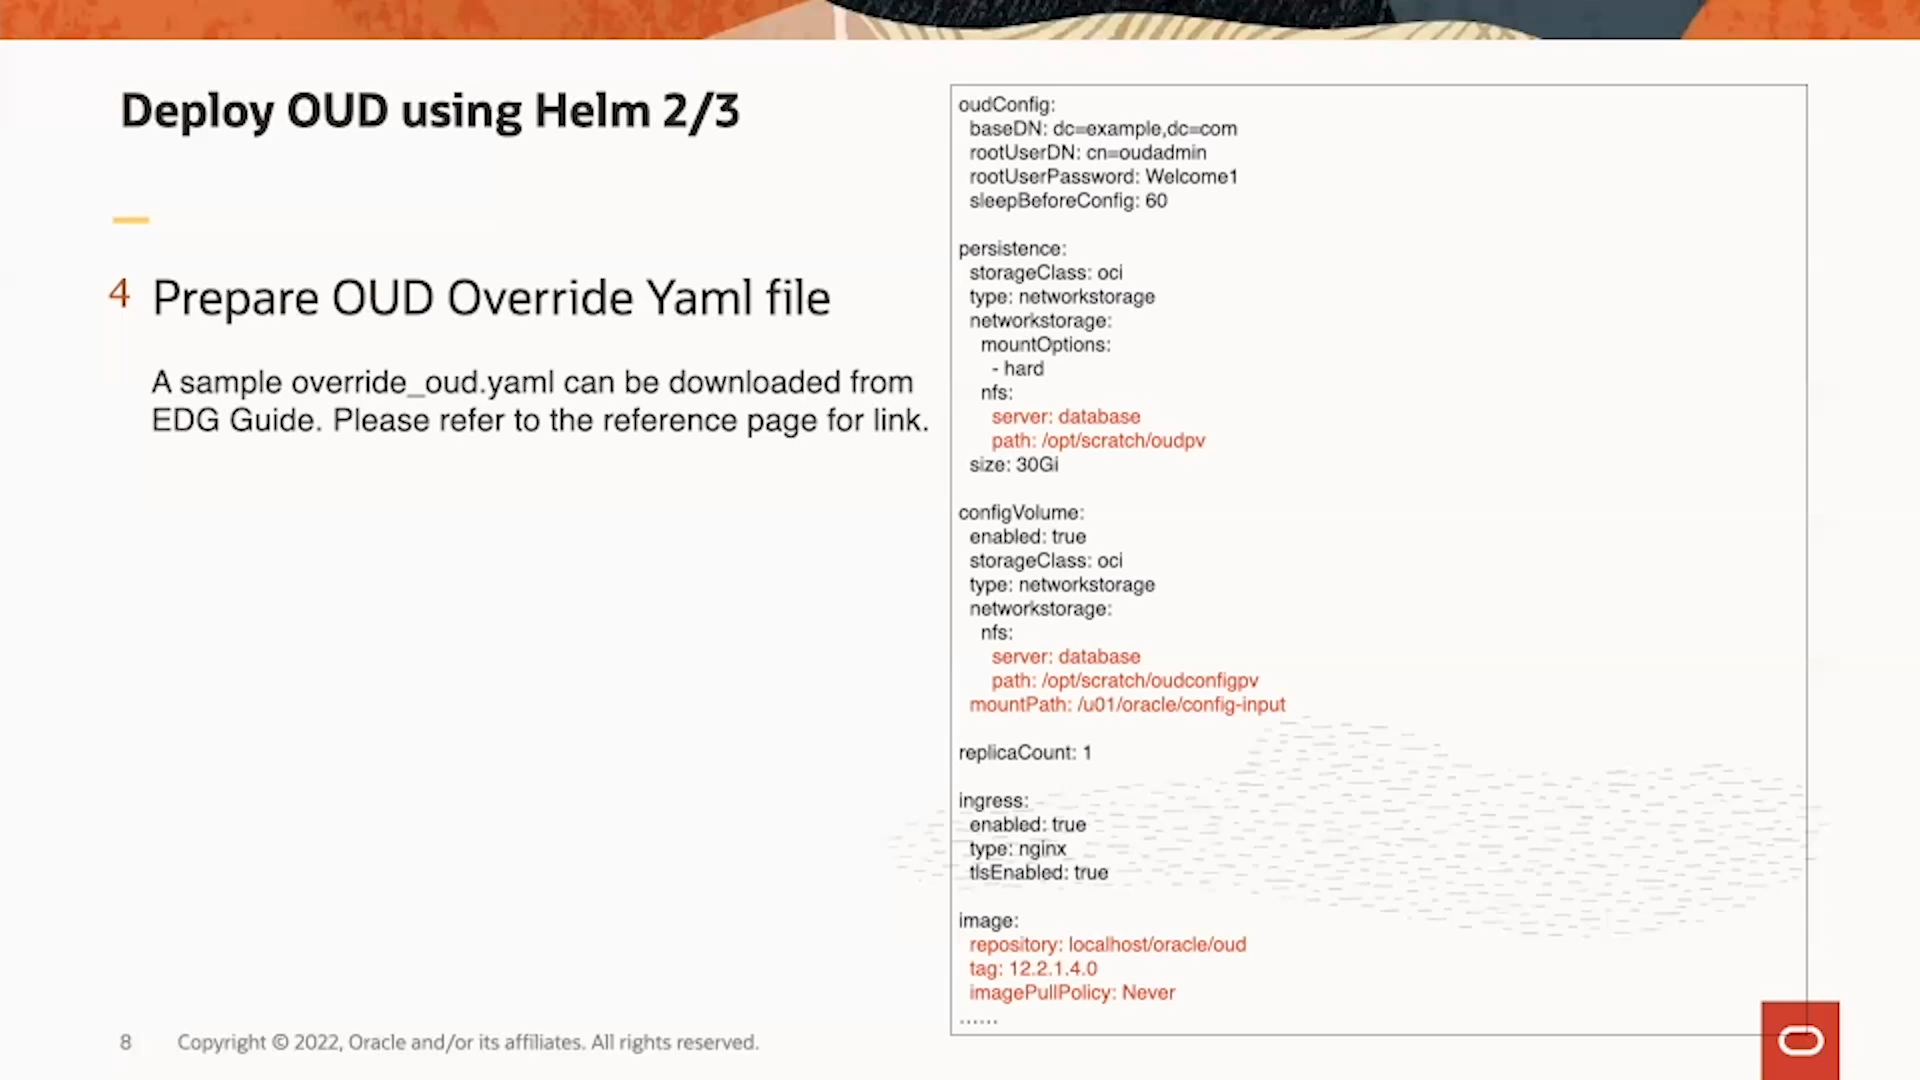 Deploy OUD using Helm 2/3
4 Prepare OUD Override Yaml file
A sample override_oud.yaml can be downloaded from
EDG Guide. Please refer to the reference page for link.
oudConfig:
  baseDN: dc=example,dc=com
  rootUserDN: cn=oudadmin
  rootUserPassword: Welcome1
  sleepBeforeConfig: 60
persistence:
  storageClass: oci
  type: networkstorage
  networkstorage:
    mountOptions:
      - hard
    nfs:
      server: database
      path: /opt/scratch/oudpv
  size: 30Gi
configVolume:
  enabled: true
  storageClass: oci
  type: networkstorage
  networkstorage:
    nfs:
      server: database
      path: /opt/scratch/oudconfigpv
  mountPath: /u01/oracle/config-input
replicaCount: 1
ingress:
  enabled: true
  type: nginx
  tlsEnabled: true
image:
  repository: localhost/oracle/oud
  tag: 12.2.1.4.0
  imagePullPolicy: Never
......
8 Copyright © 2022, Oracle and/or its affiliates. All rights reserved.